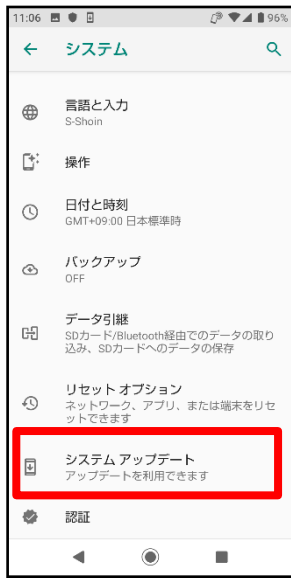 11:06
96%
システム
言語と入力
S-Shoin
操作
日付と時刻
GMT+09:00 日本標準時
バックアップ
OFF
データ引継
SDカード/Bluetooth経由でのデータの取り
込み、SDカードへのデータの保存
リセット オプション
ネットワーク、アプリ、または端末をリセ
ットできます
システム アップデート
アップデートを利用できます
認証